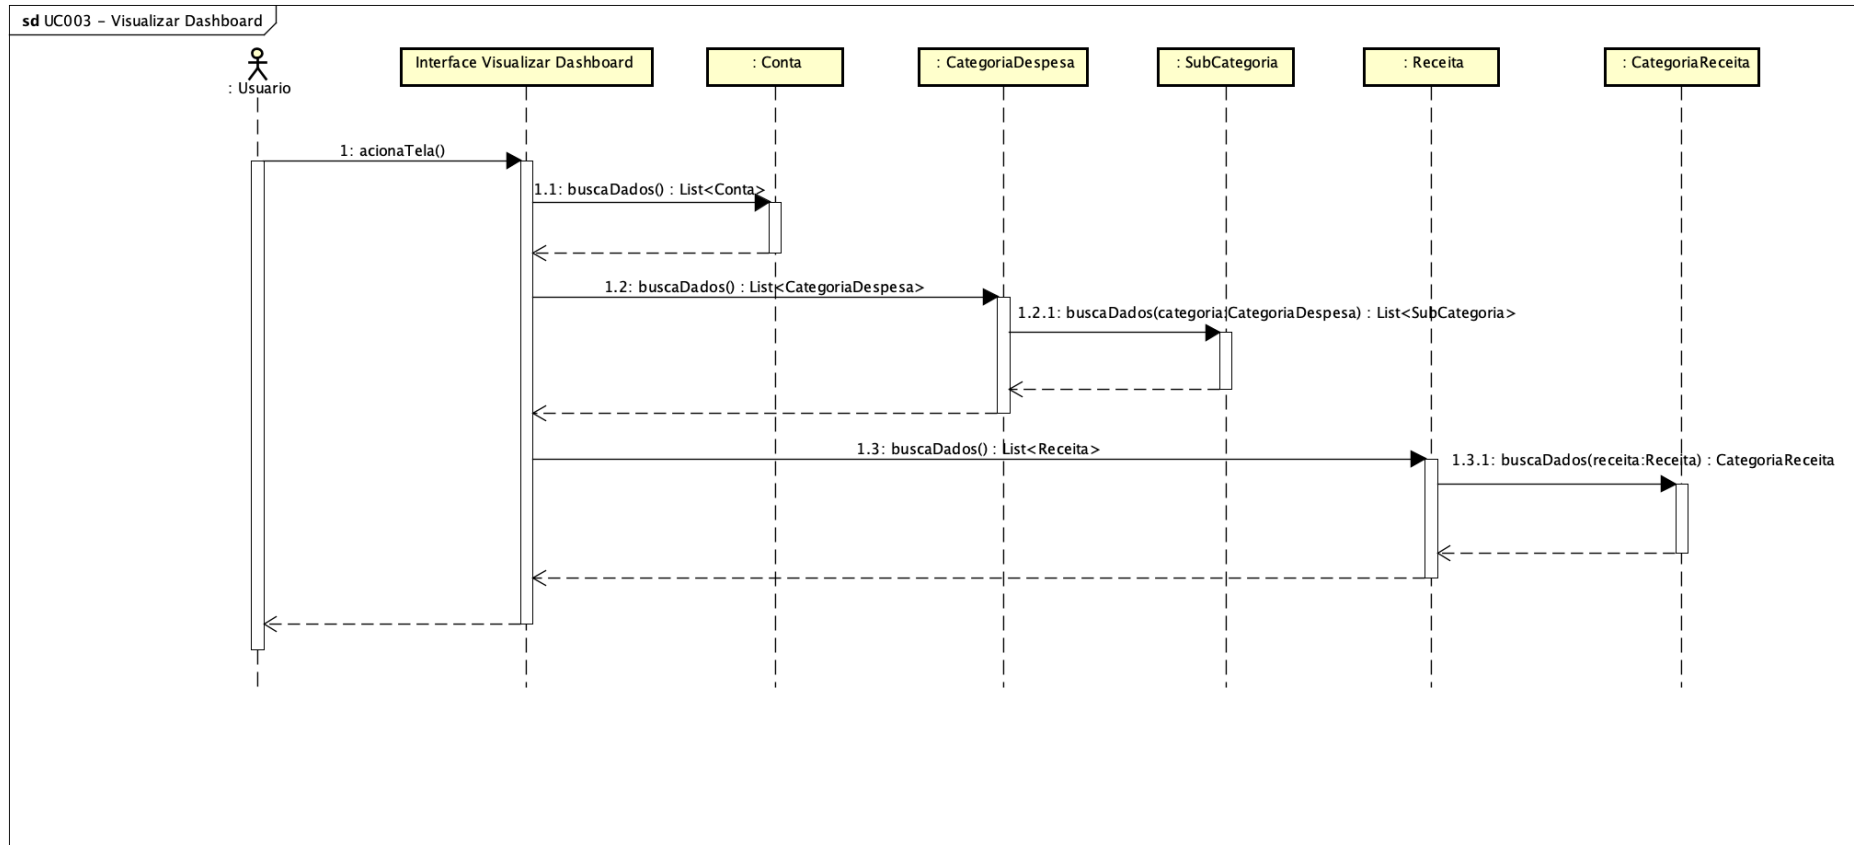 sd UC003 – Visualizar Dashboard
: Usuario
Interface Visualizar Dashboard
: Conta
: CategoriaDespesa
: SubCategoria
: Receita
: CategoriaReceita
1: acionaTela()
1.1: buscaDados() : List<Conta>
1.2: buscaDados() : List<CategoriaDespesa>
1.2.1: buscaDados(categoria:CategoriaDespesa) : List<SubCategoria>
1.3: buscaDados() : List<Receita>
1.3.1: buscaDados(receita:Receita) : CategoriaReceita